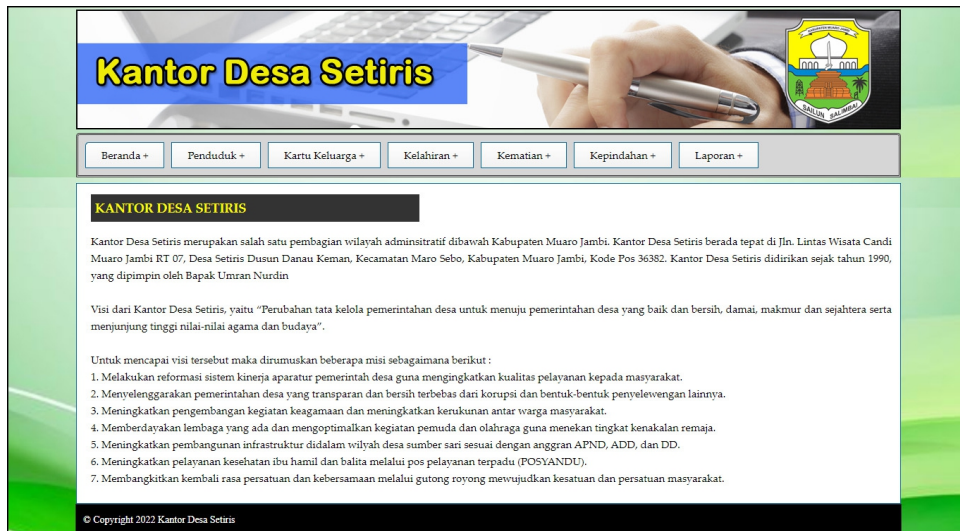 Kantor Desa Setiris
SAILUN SALIMBAI
Beranda + Penduduk + Kartu Keluarga + Kelahiran + Kematian + Kepindahan + Laporan +
KANTOR DESA SETIRIS
Kantor Desa Setiris merupakan salah satu pembagian wilayah adminsitratif dibawah Kabupaten Muaro Jambi. Kantor Desa Setiris berada tepat di Jln. Lintas Wisata Candi
Muaro Jambi RT 07, Desa Setiris Dusun Danau Keman, Kecamatan Maro Sebo, Kabupaten Muaro Jambi, Kode Pos 36382. Kantor Desa Setiris didirikan sejak tahun 1990,
yang dipimpin oleh Bapak Umran Nurdin
Visi dari Kantor Desa Setiris, yaitu “Perubahan tata kelola pemerintahan desa untuk menuju pemerintahan desa yang baik dan bersih, damai, makmur dan sejahtera serta
menjunjung tinggi nilai-nilai agama dan budaya”.
Untuk mencapai visi tersebut maka dirumuskan beberapa misi sebagaimana berikut :
1. Melakukan reformasi sistem kinerja aparatur pemerintah desa guna mengingkatkan kualitas pelayanan kepada masyarakat.
2. Menyelenggarakan pemerintahan desa yang transparan dan bersih terbebas dari korupsi dan bentuk-bentuk penyelewengan lainnya.
3. Meningkatkan pengembangan kegiatan keagamaan dan meningkatkan kerukunan antar warga masyarakat.
4. Memberdayakan lembaga yang ada dan mengoptimalkan kegiatan pemuda dan olahraga guna menekan tingkat kenakalan remaja.
5. Meningkatkan pembangunan infrastruktur didalam wilyah desa sumber sari sesuai dengan anggran APND, ADD, dan DD.
6. Meningkatkan pelayanan kesehatan ibu hamil dan balita melalui pos pelayanan terpadu (POSYANDU).
7. Membangkitkan kembali rasa persatuan dan kebersamaan melalui gutong royong mewujudkan kesatuan dan persatuan masyarakat.
© Copyright 2022 Kantor Desa Setiris